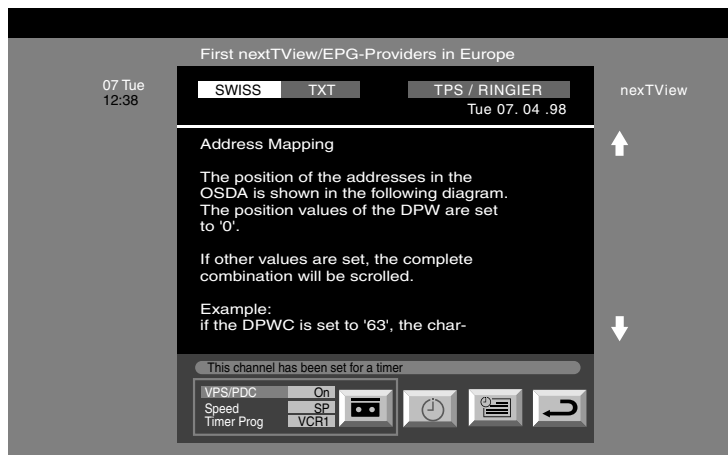 First nextTView/EPG-Providers in Europe
07 Tue
12:38
SWISS TXT TPS / RINGIER
Tue 07. 04 .98
nexTView
Address Mapping
The position of the addresses in the
OSDA is shown in the following diagram.
The position values of the DPW are set
to '0'.
If other values are set, the complete
combination will be scrolled.
Example:
if the DPWC is set to '63', the char-
This channel has been set for a timer
VPS/PDC On
Speed SP
Timer Prog VCR1